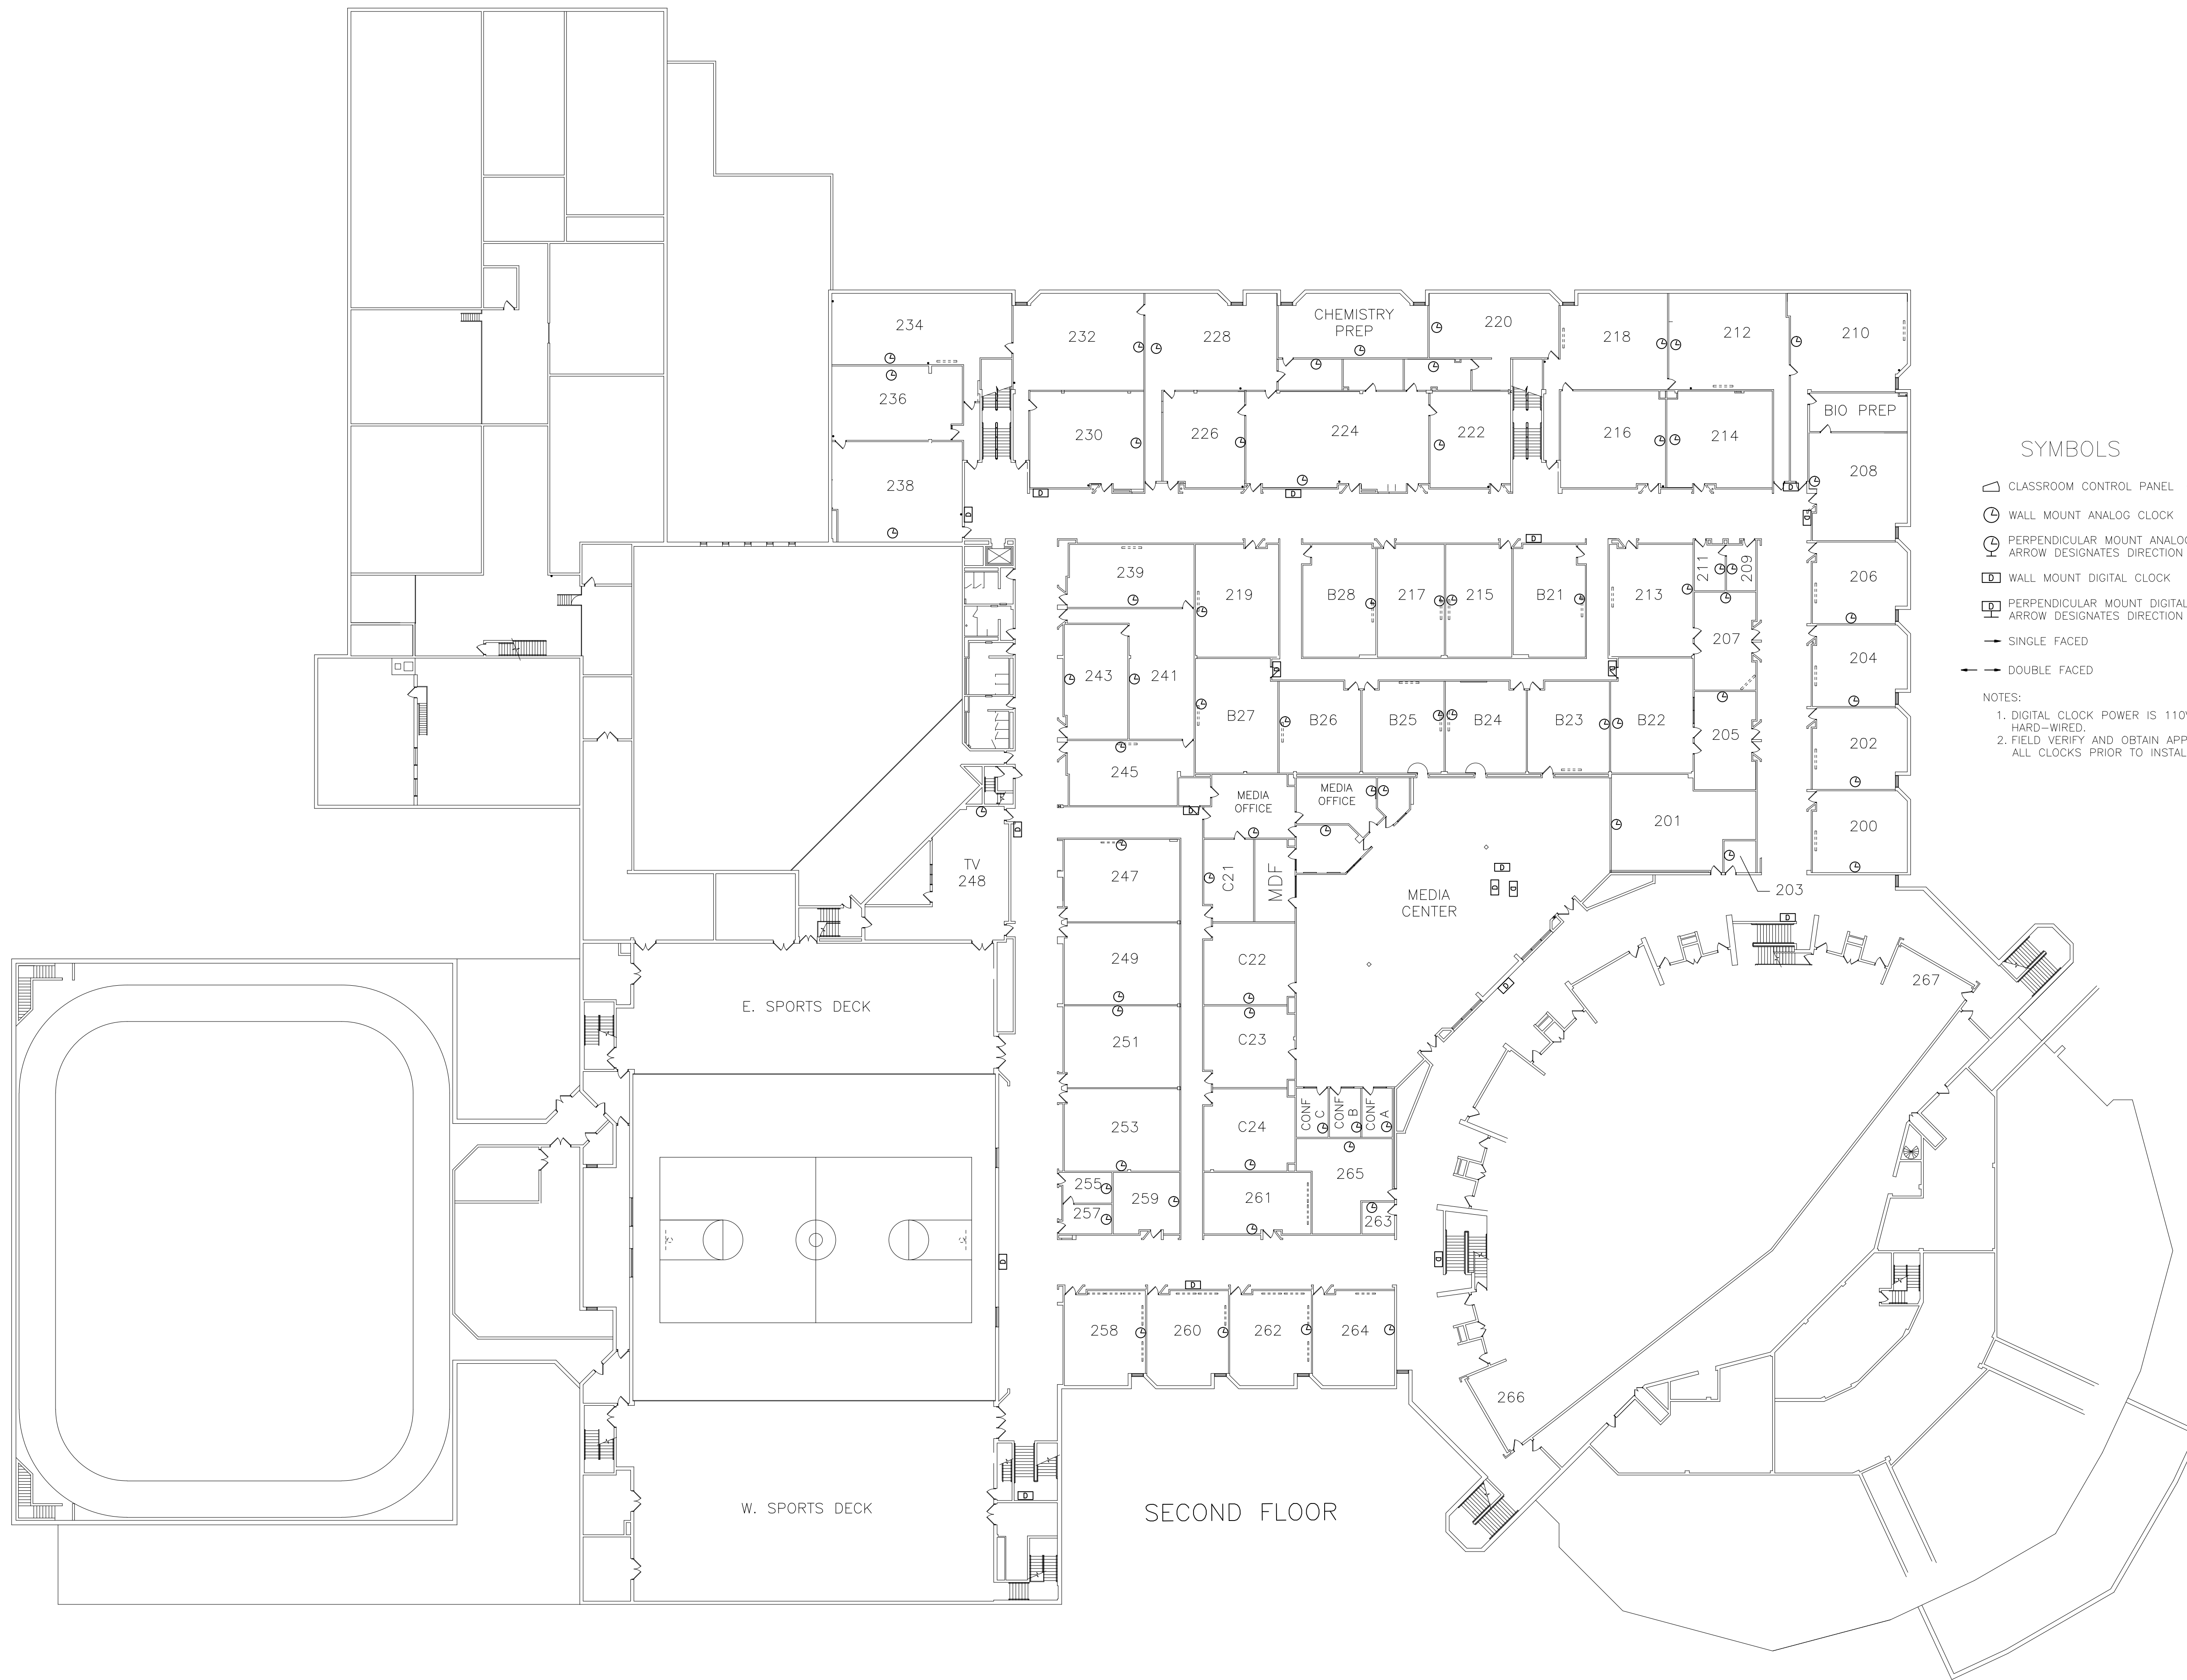 234
232
228
CHEMISTRY
PREP
220
218
212
210
236
230
226
224
222
216
214
BIO PREP
238
208
SYMBOLS
CLASSROOM CONTROL PANEL
WALL MOUNT ANALOG CLOCK
PERPENDICULAR MOUNT ANALO
ARROW DESIGNATES DIRECTION
D WALL MOUNT DIGITAL CLOCK
D PERPENDICULAR MOUNT DIGITAL
ARROW DESIGNATES DIRECTION
SINGLE FACED
DOUBLE FACED
NOTES:
1. DIGITAL CLOCK POWER IS 110V
HARD-WIRED.
2. FIELD VERIFY AND OBTAIN APP
ALL CLOCKS PRIOR TO INSTAL
D
D
D
D
D
D
239
219
B28
217
215
B21
213
211
209
206
207
243
241
204
D
D
B27
B26
B25
B24
B23
B22
205
202
245
MEDIA
OFFICE
MEDIA
OFFICE
D
D
201
200
TV
248
247
C21
MDF
MEDIA
CENTER
D
D
D
203
D
249
C22
267
D
E. SPORTS DECK
251
C23
253
C24
CONF
C
CONF
B
CONF
A
265
255
257
259
261
263
D
D
D
258
260
262
264
266
D
W. SPORTS DECK
SECOND FLOOR